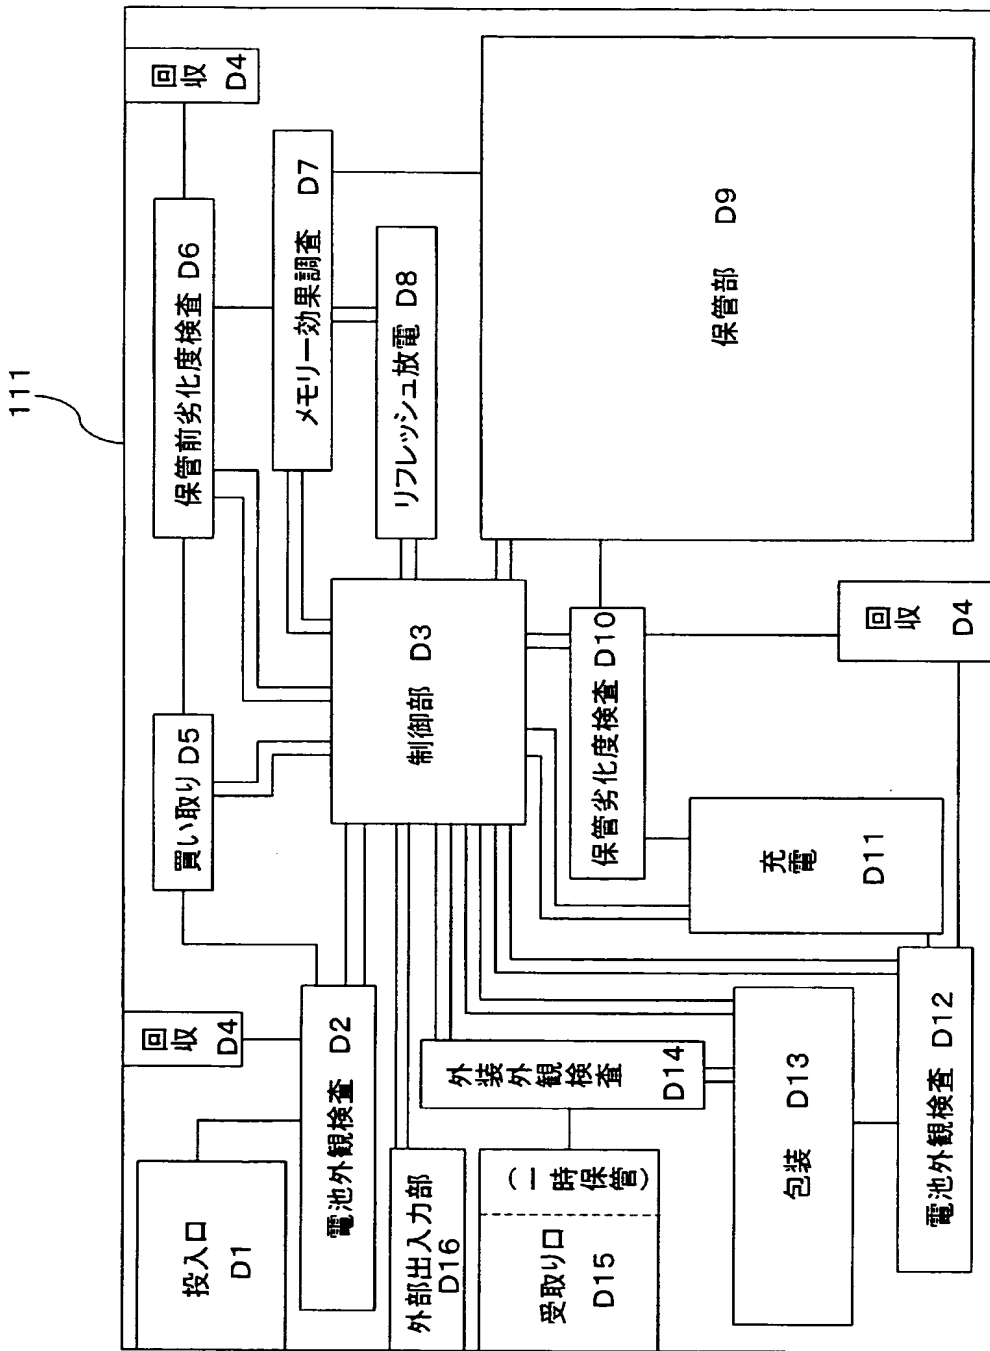 111
投入口
D1
回収
D4
電池外観検査 D2
買い取り D5
保管前劣化度検査 D6
回収
D4
メモリー効果調査 D7
リフレッシュ放電 D8
制御部 D3
保管部 D9
保管劣化度検査 D10
回収
D4
充電
D11
電池外観検査 D12
包装 D13
外装外観検査
D14
(一時保管)
受取り口
D15
外部出入力部
D16